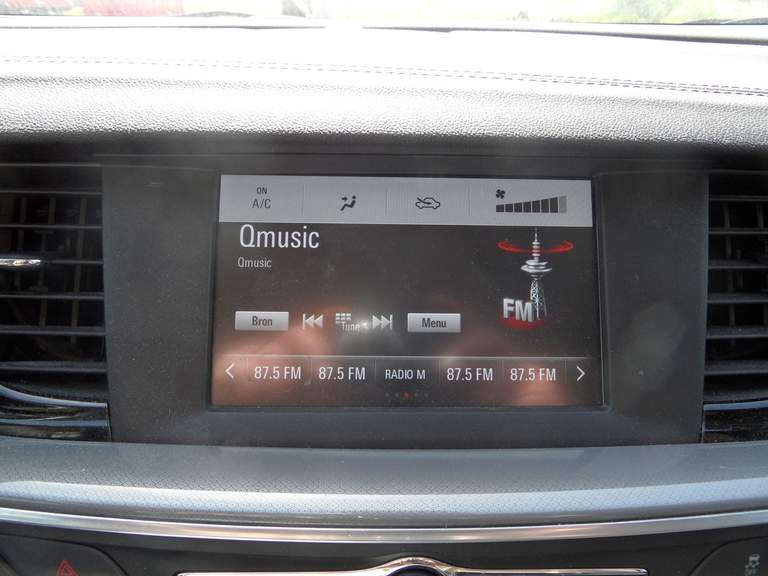 ON
A/C
Qmusic
Qmusic
FM
Bron
Tune
Menu
87.5 FM 87.5 FM RADIO M 87.5 FM 87.5 FM